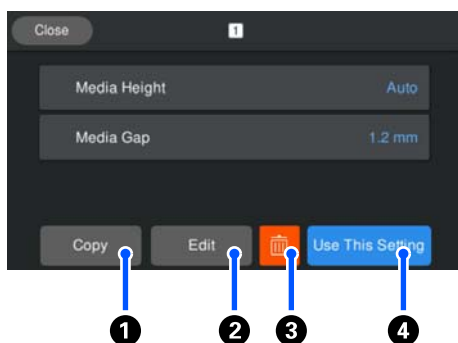 Close 1
Media Height Auto
Media Gap 1.2 mm
Copy Edit Use This Setting
1 2 3 4